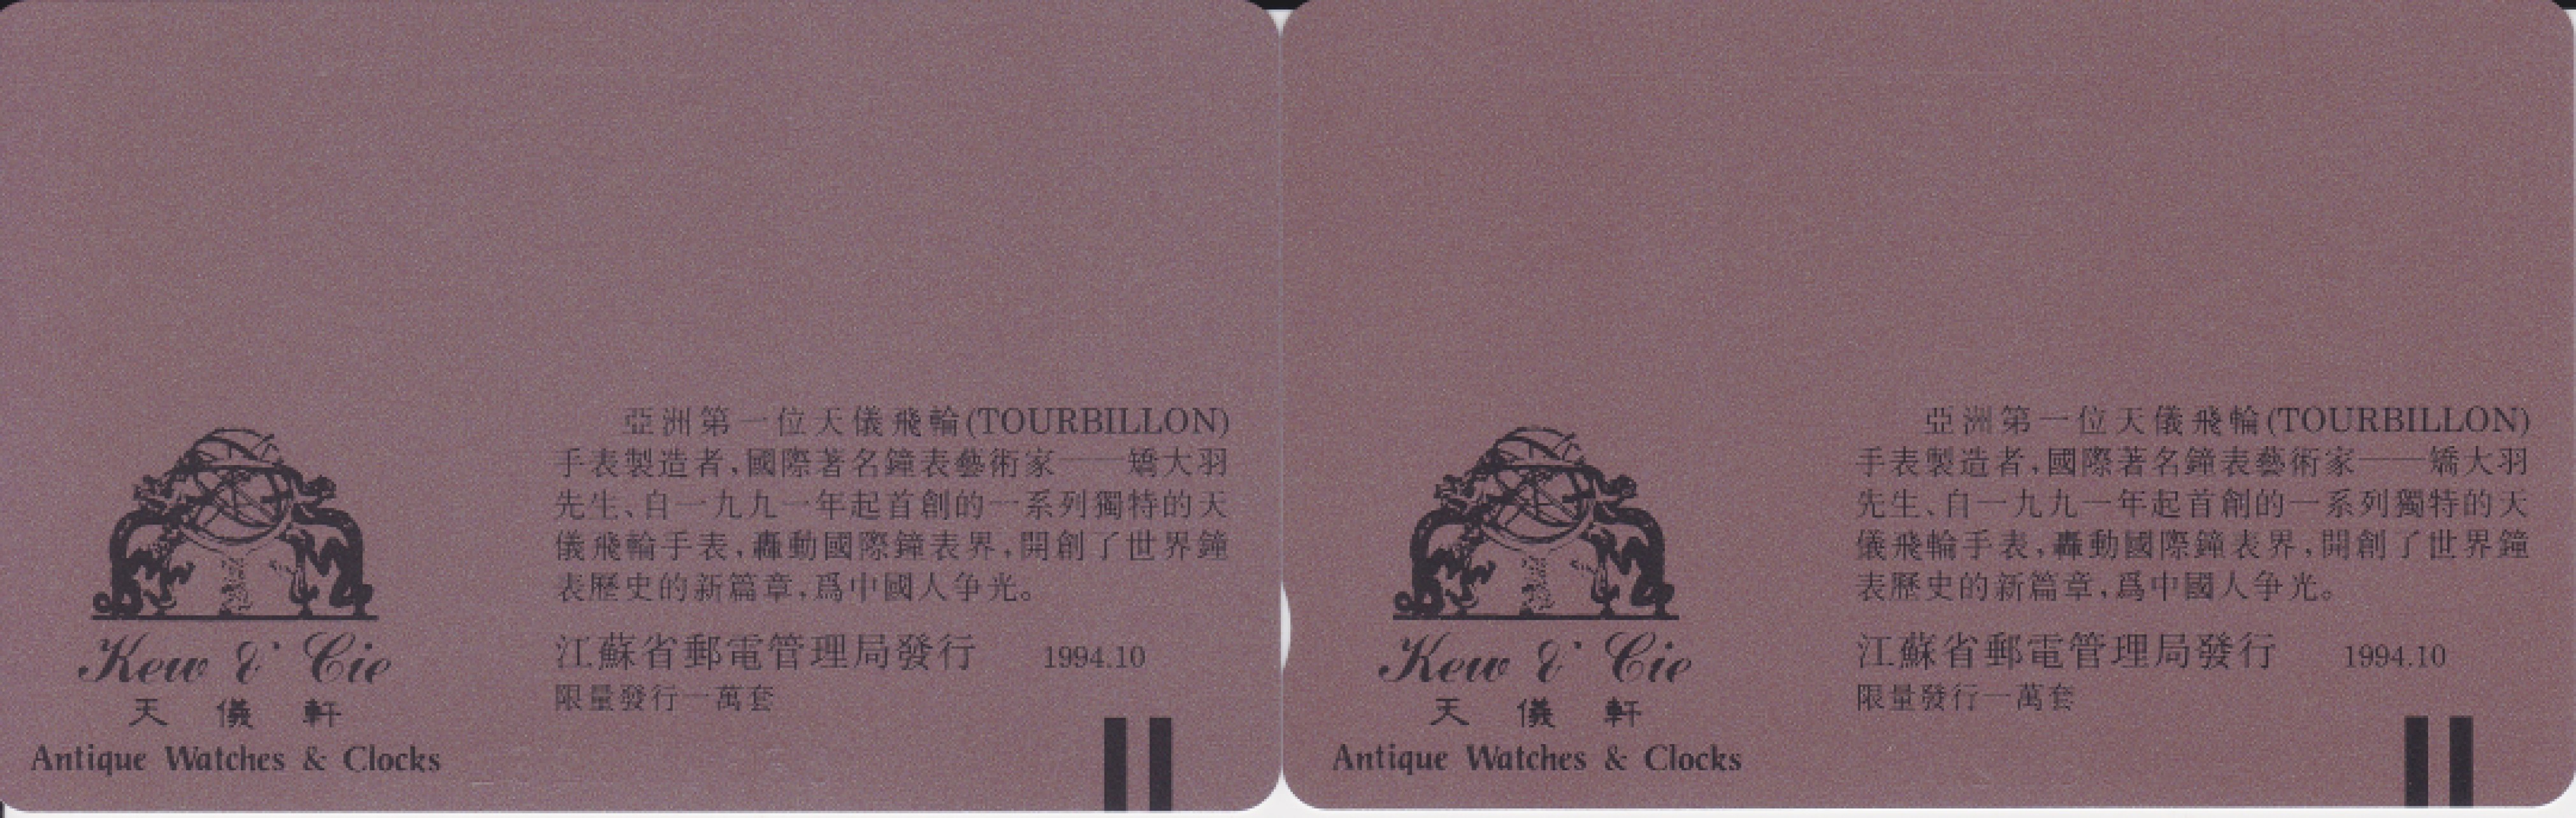 亞洲第一位天儀飛輪(TOURBILLON)
手表製造者,國際著名鐘表藝術家——矯大羽
先生、自一九九一年起首創的一系列獨特的天
儀飛輪手表,轟動國際鐘表界,開創了世界鐘
表歷史的新篇章,爲中國人争光。
江蘇省郵電管理局發行 1994.10
限量發行一萬套
Kew & Cie
天儀軒
Antique Watches & Clocks
亞洲第一位天儀飛輪(TOURBILLON)
手表製造者,國際著名鐘表藝術家——矯大羽
先生、自一九九一年起首創的一系列獨特的天
儀飛輪手表,轟動國際鐘表界,開創了世界鐘
表歷史的新篇章,爲中國人争光。
江蘇省郵電管理局發行 1994.10
限量發行一萬套
Kew & Cie
天儀軒
Antique Watches & Clocks